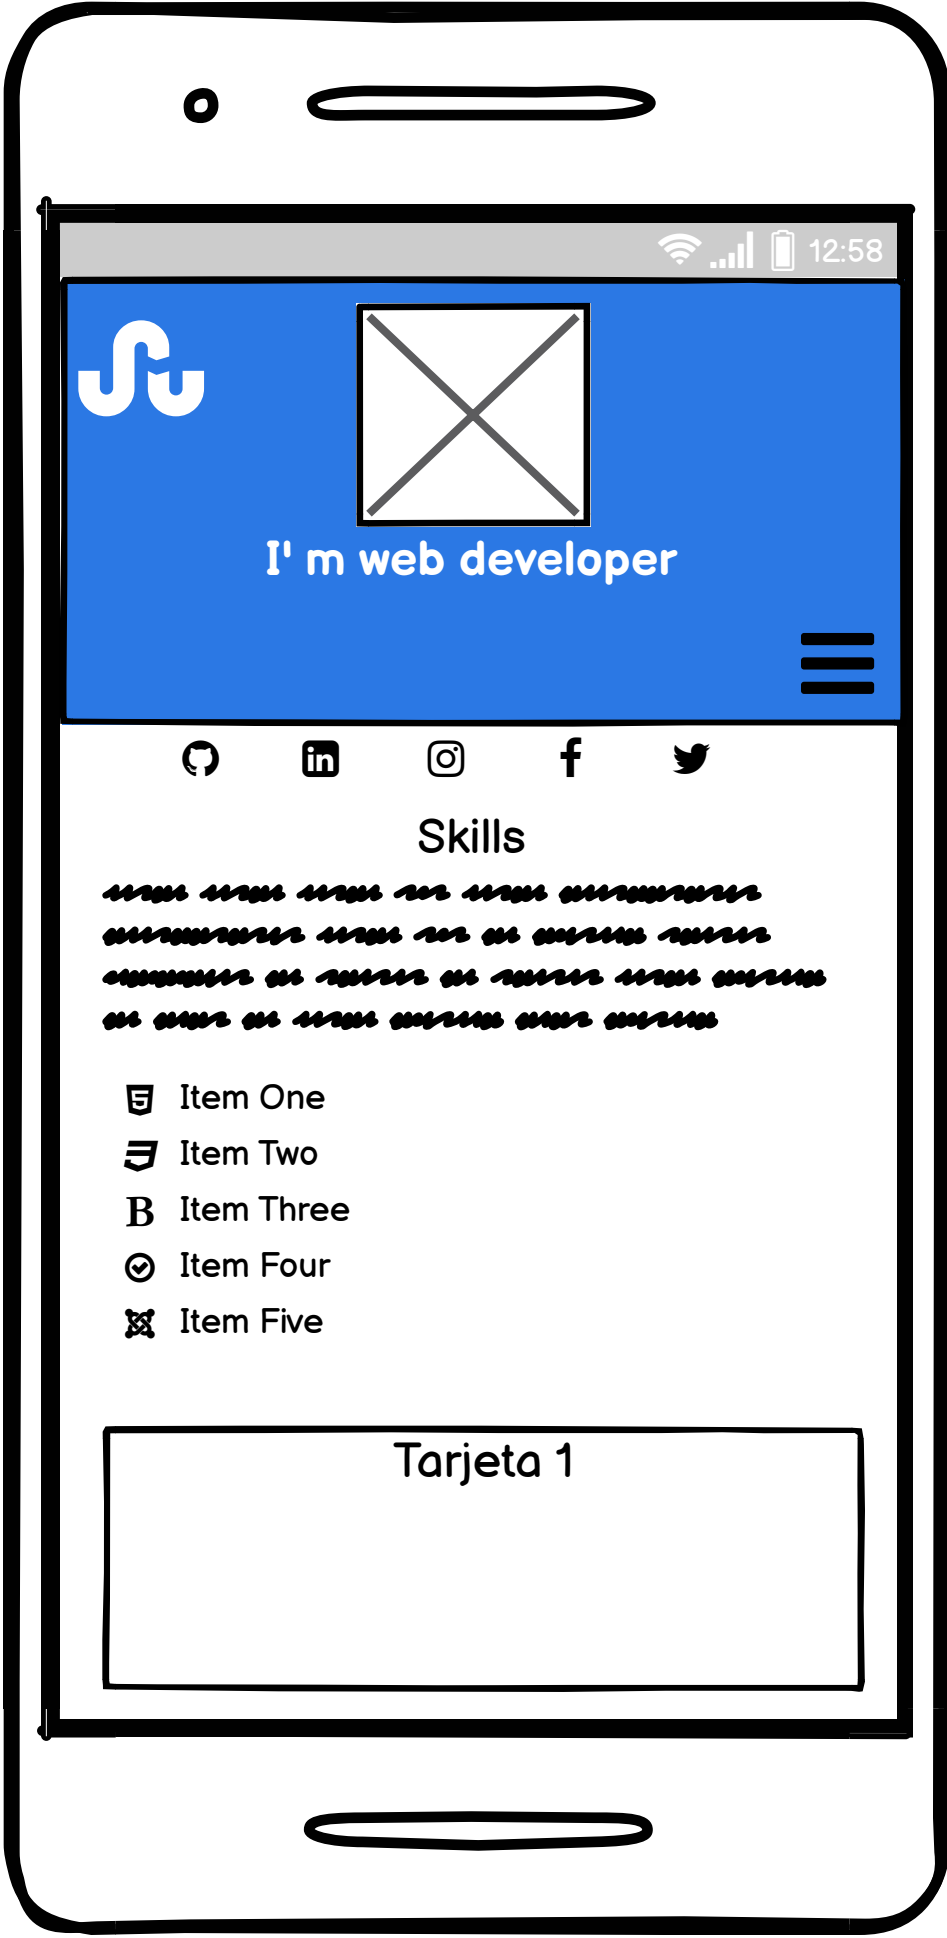 12:58
I' m web developer
Skills
Item One
Item Two
Item Three
Item Four
Item Five
Tarjeta 1